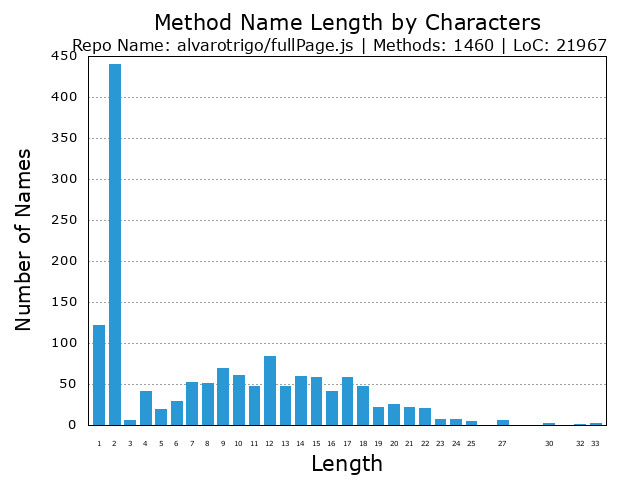 Method Name Length by Characters
Repo Name: alvarotrigo/fullPage.js | Methods: 1460 | LoC: 21967
450
400
350
300
250
200
150
100
50
0
Number of Names
1 2 3 4 5 6 7 8 9 10 11 12 13 14 15 16 17 18 19 20 21 22 23 24 25 27 30 32 33
Length